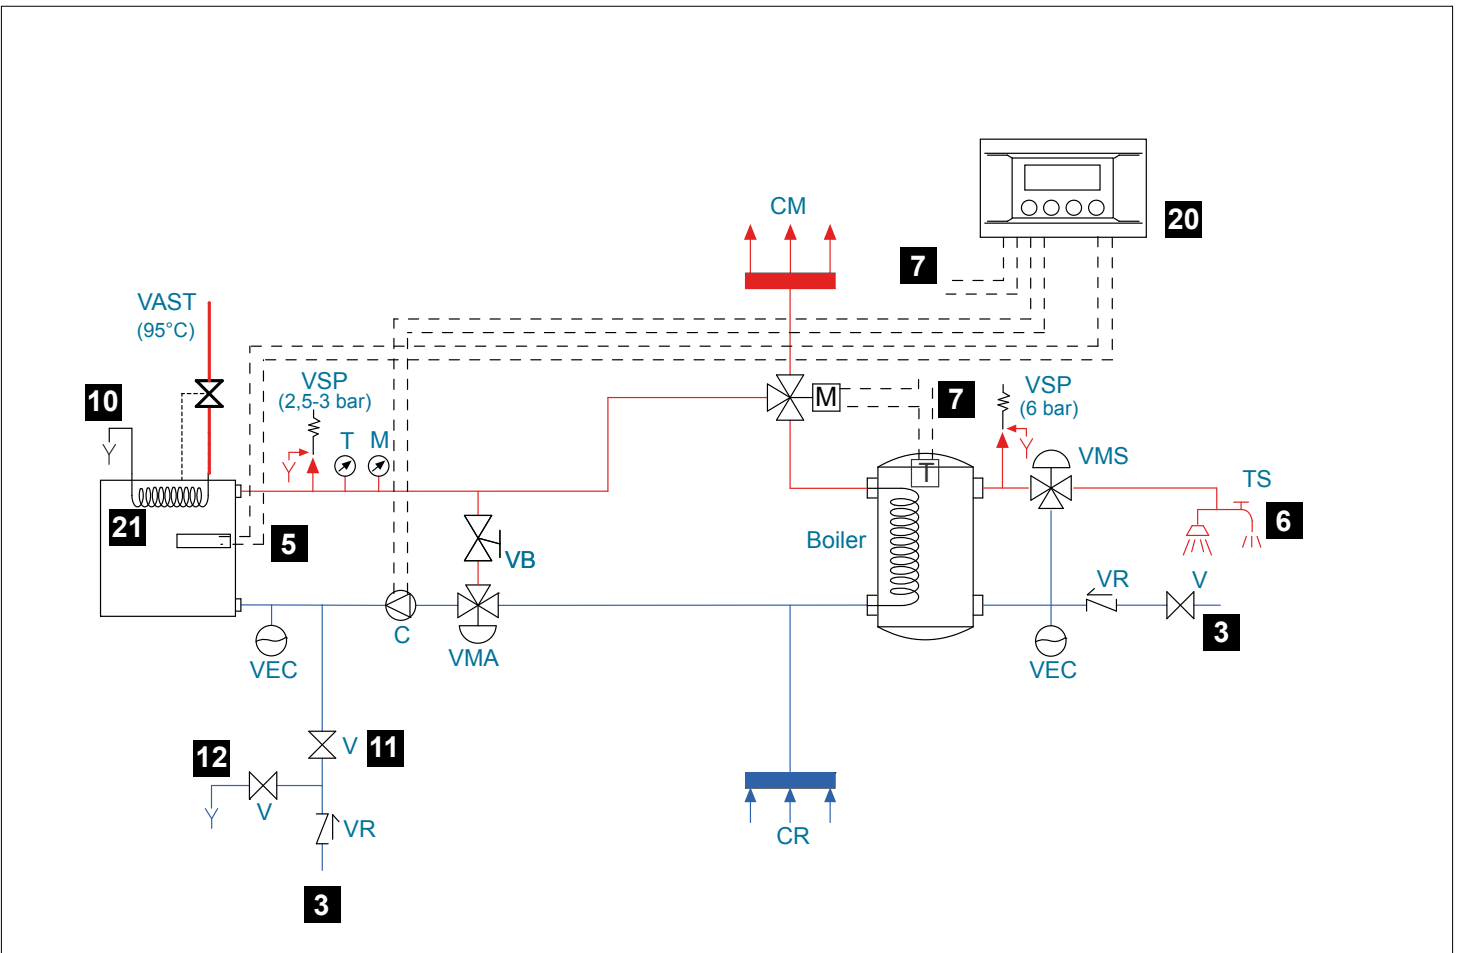 CM
20
7
VAST
(95°C)
10
VSP
(2,5-3 bar)
T
M
M
7
VSP
(6 bar)
VMS
TS
6
T
21
5
VB
Boiler
VR
V
3
C
VMA
VEC
VEC
V
11
12
V
VR
CR
3